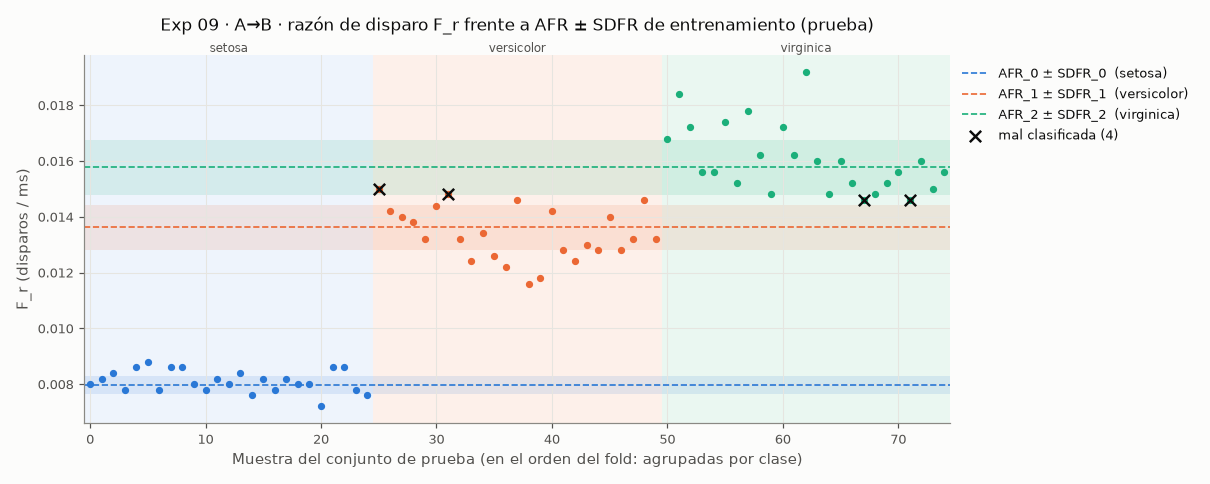 Exp 09 · A→B · razón de disparo F_r frente a AFR ± SDFR de entrenamiento (prueba)
setosa
versicolor
virginica
AFR_0 ± SDFR_0 (setosa)
AFR_1 ± SDFR_1 (versicolor)
AFR_2 ± SDFR_2 (virginica)
mal clasificada (4)
F_r (disparos / ms)
0.018
0.016
0.014
0.012
0.010
0.008
0
10
20
30
40
50
60
70
Muestra del conjunto de prueba (en el orden del fold: agrupadas por clase)